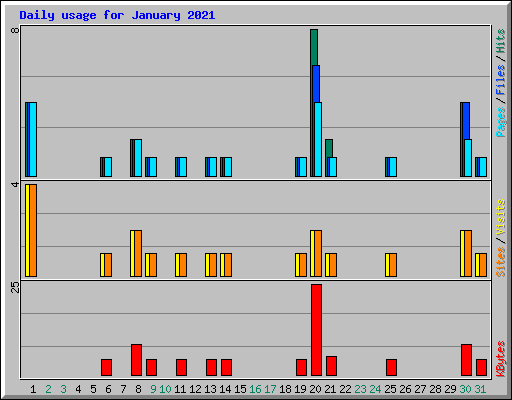 Daily usage for January 2021
8
Pages / Files / Hits
4
Sites / Visits
25
KBytes
1 2 3 4 5 6 7 8 9 10 11 12 13 14 15 16 17 18 19 20 21 22 23 24 25 26 27 28 29 30 31